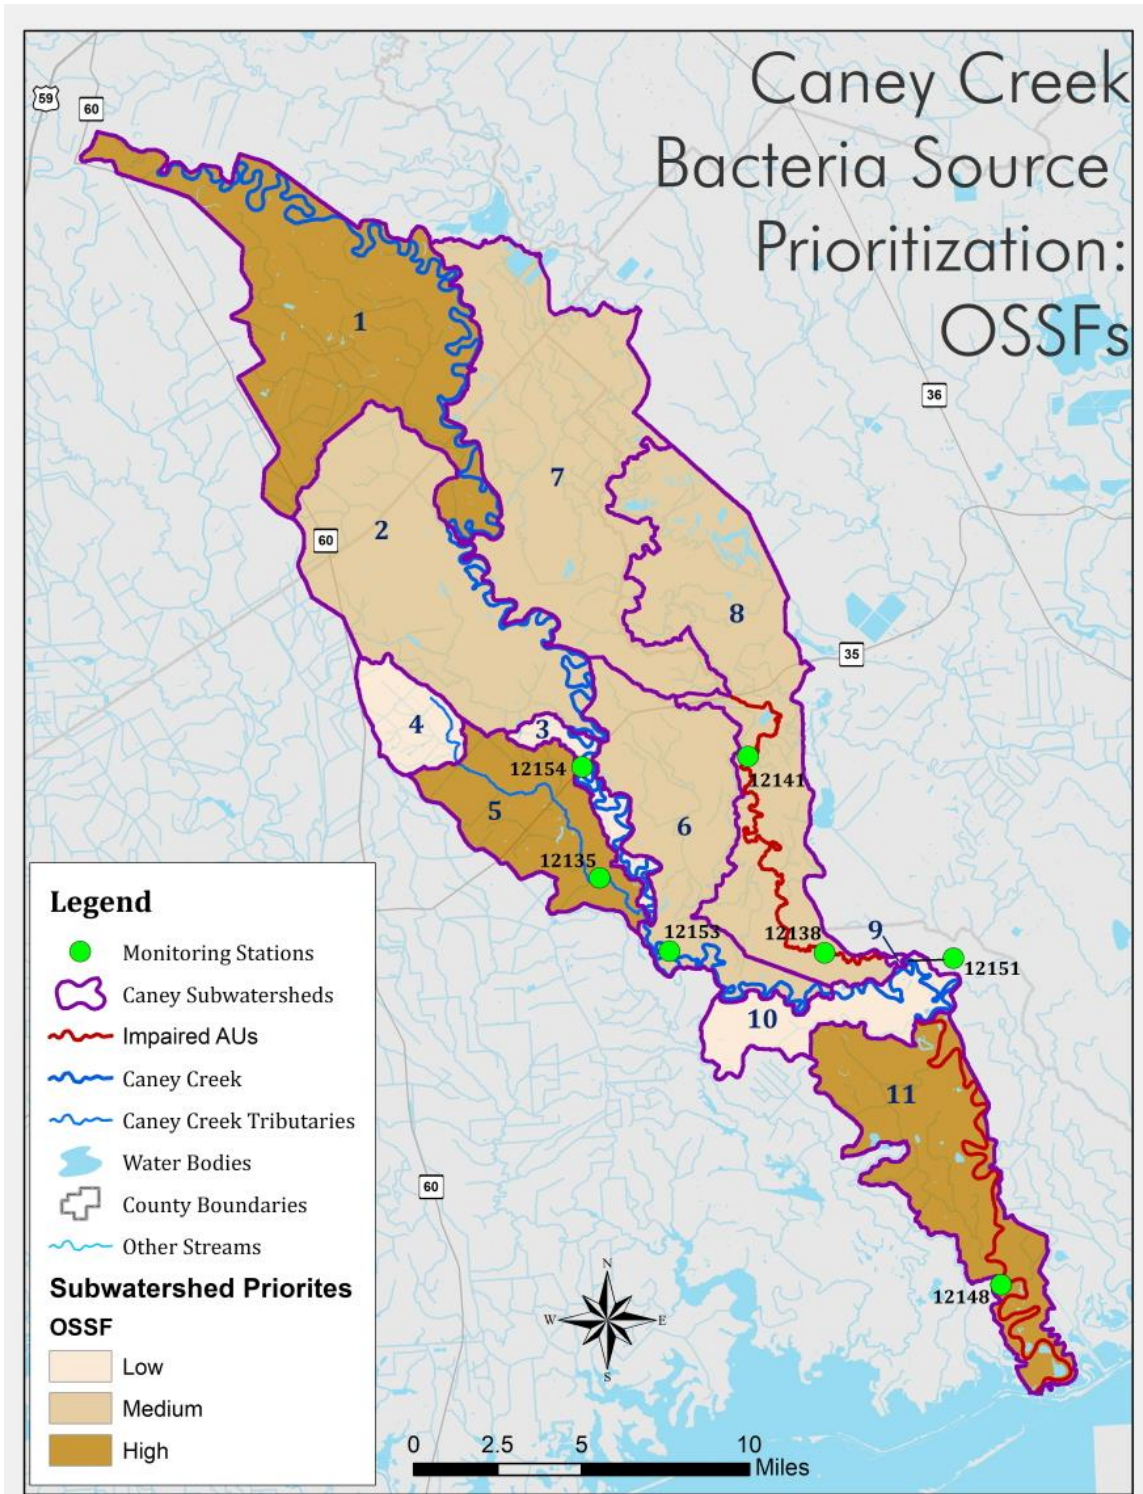 Caney Creek
Bacteria Source
Prioritization:
OSSFs
59
60
36
1
7
2
60
8
35
4
3
12154
12141
5
6
12135
12153
12138
9
12151
10
11
60
12148
Legend
Monitoring Stations
Caney Subwatersheds
Impaired AUs
Caney Creek
Caney Creek Tributaries
Water Bodies
County Boundaries
Other Streams
Subwatershed Priorites
OSSF
Low
Medium
High
N
W E
S
0 2.5 5 10
Miles